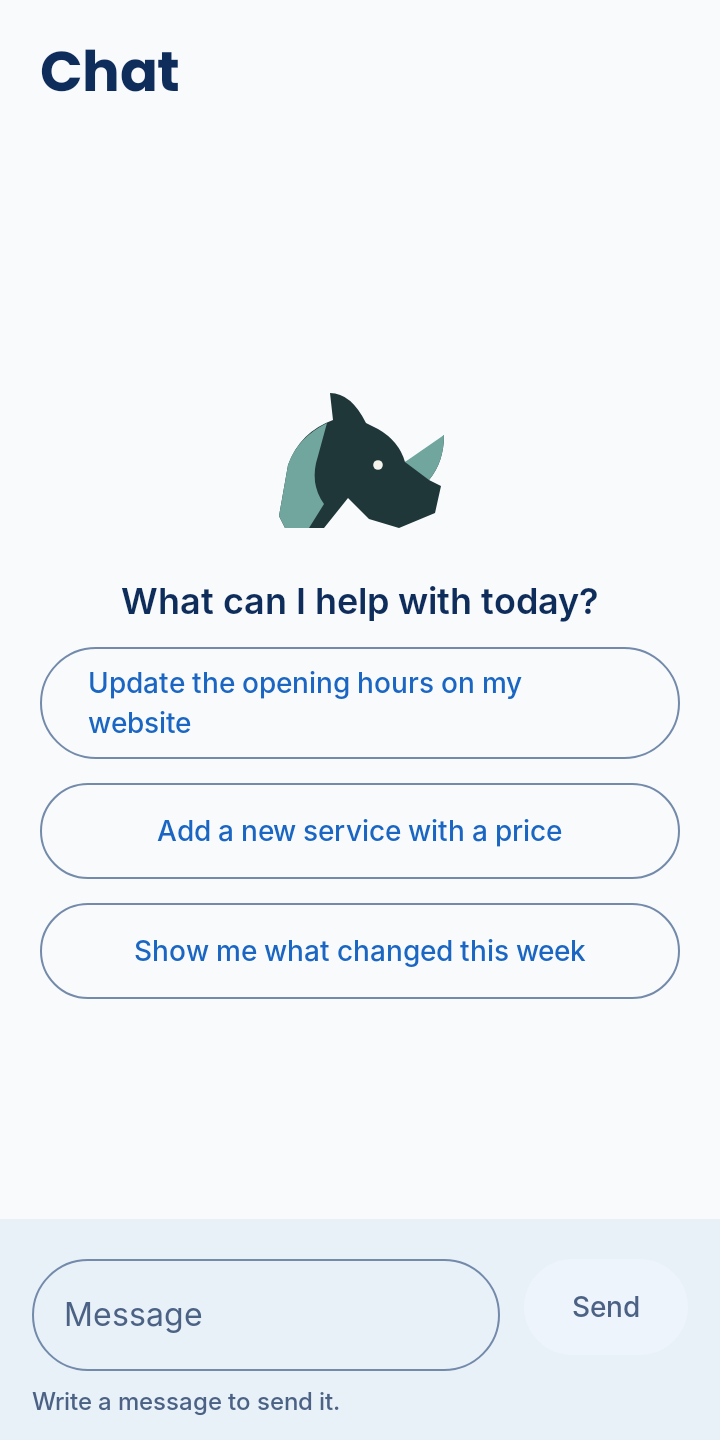 Chat
What can I help with today?
Update the opening hours on my
website
Add a new service with a price
Show me what changed this week
Message
Send
Write a message to send it.